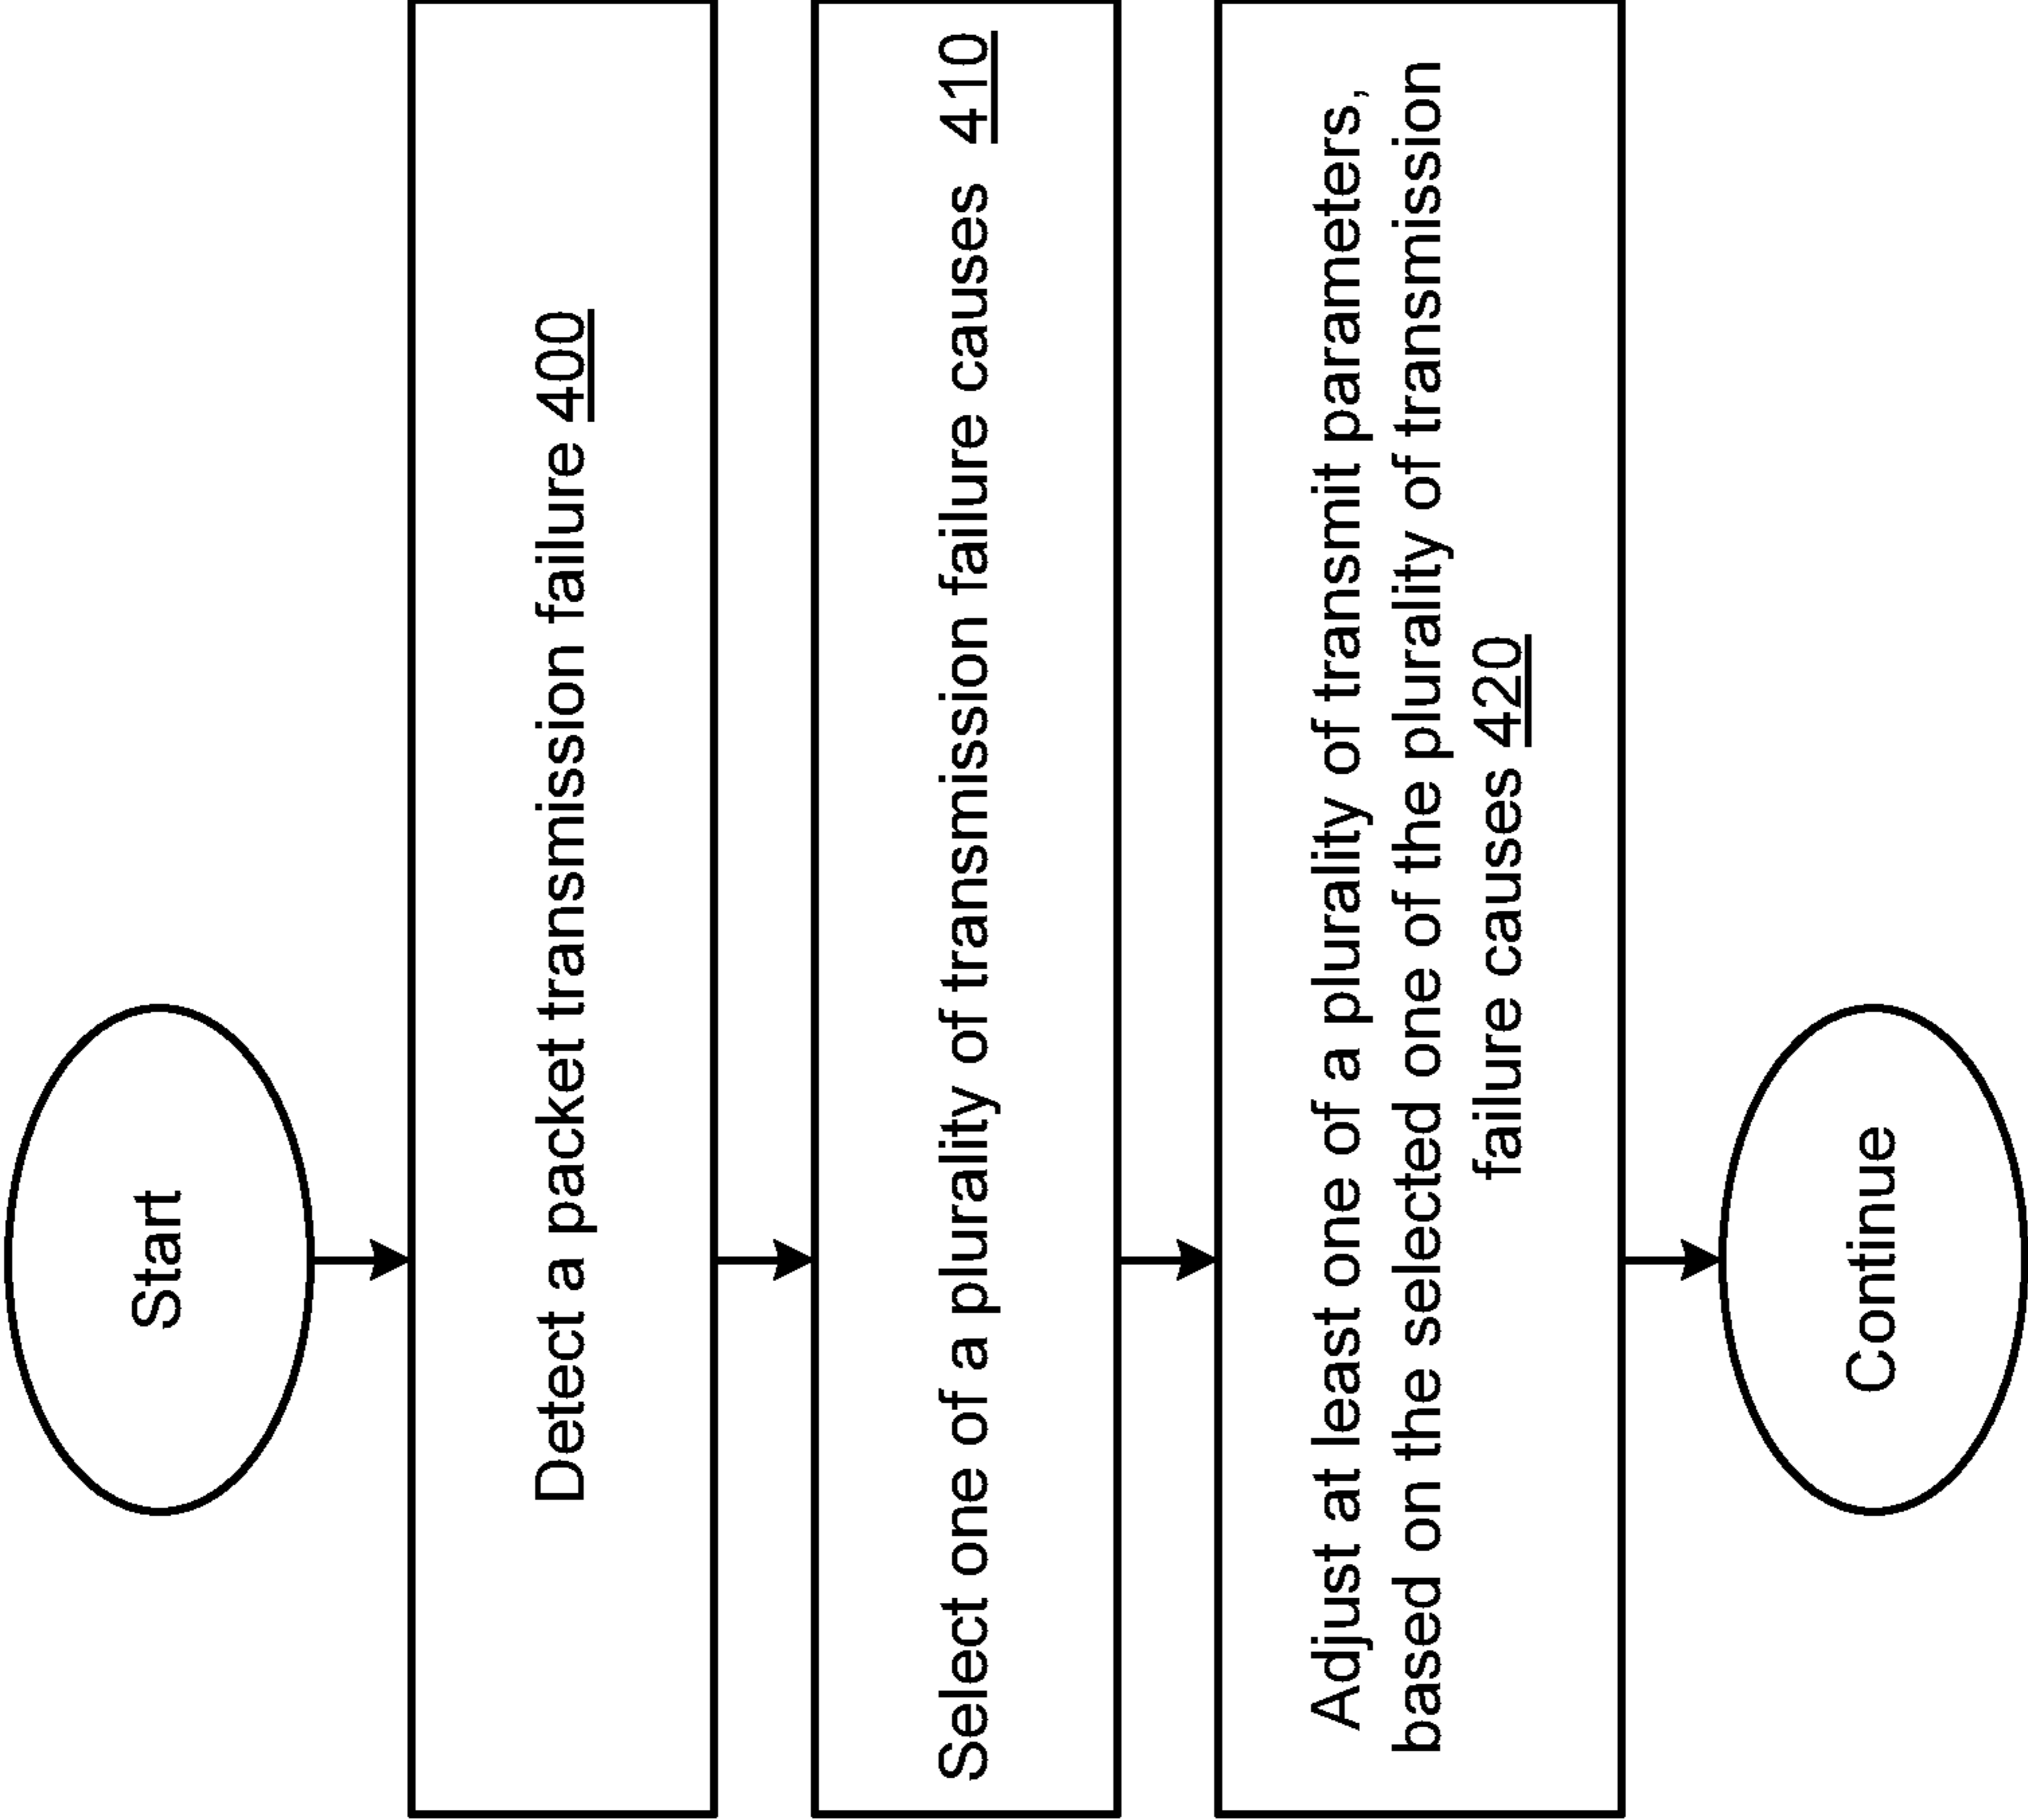 Start
Detect a packet transmission failure 400
Select one of a plurality of transmission failure causes 410
Adjust at least one of a plurality of transmit parameters,
based on the selected one of the plurality of transmission
failure causes 420
Continue